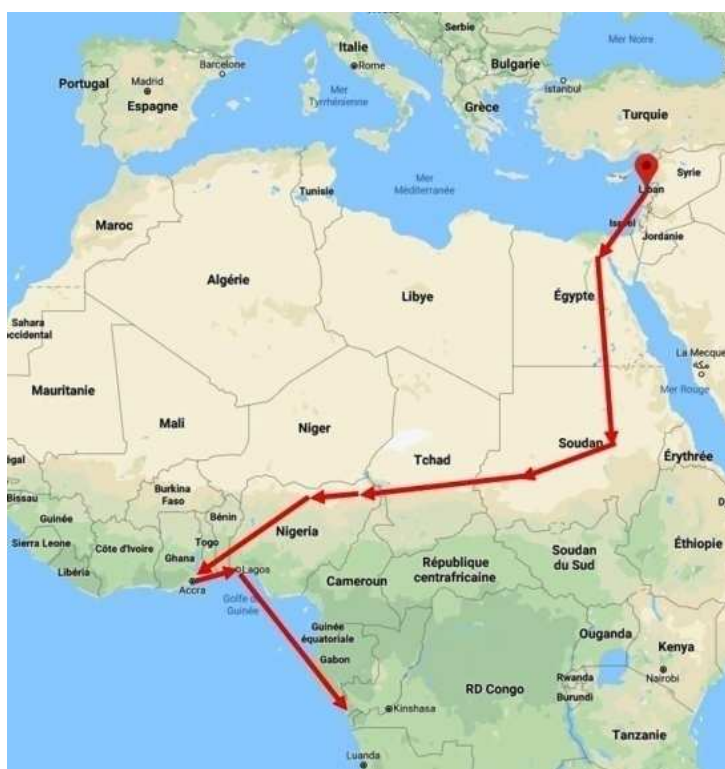 Serbie
Mer Noire
Italie
Barcelone
Rome
Bulgarie
Portugal
Madrid
Istanbul
Espagne
Mer
Tyrrhénienne
Grèce
Turquie
Mer
Méditerranée
Syrie
Liban
Tunisie
Maroc
Israël
Jordanie
Algérie
Libye
Égypte
Sahara
occidental
La Mecque
مكة
Mer Rouge
Mauritanie
Mali
Niger
Tchad
Soudan
Érythrée
négal
Bissau
Burkina
Faso
Guinée
Bénin
Nigeria
Togo
Sierra Leone
Côte d'Ivoire
Ghana
Éthiopie
Libéria
Lagos
Soudan
du Sud
Accra
République
centrafricaine
Cameroun
Golfe de
Guinée
Guinée
équatoriale
Ouganda
Kenya
Gabon
RD Congo
Rwanda
Nairobi
Burundi
Kinshasa
Tanzanie
Luanda